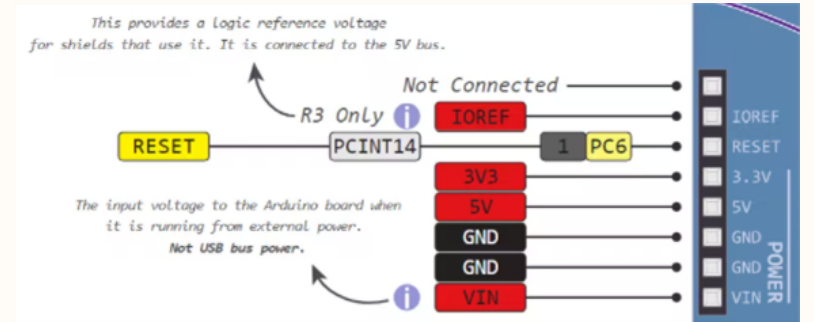 This provides a logic reference voltage
for shields that use it. It is connected to the 5V bus.
Not Connected
R3 Only i IOREF IOREF
RESET PCINT14 1 PC6 RESET
3V3 3.3V
The input voltage to the Arduino board when
5V 5V
it is running from external power.
GND GND
Not USB bus power.
GND GND
i VIN VIN
POWER